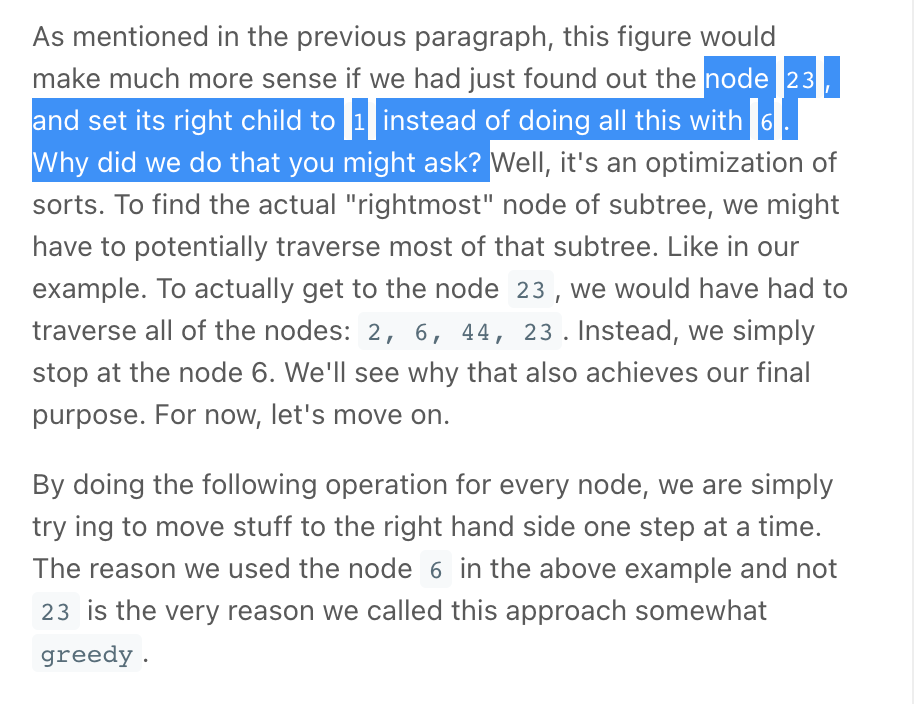 As mentioned in the previous paragraph, this figure would
make much more sense if we had just found out the node 23,
and set its right child to 1 instead of doing all this with 6.
Why did we do that you might ask? Well, it's an optimization of
sorts. To find the actual "rightmost" node of subtree, we might
have to potentially traverse most of that subtree. Like in our
example. To actually get to the node 23, we would have had to
traverse all of the nodes: 2, 6, 44, 23. Instead, we simply
stop at the node 6. We'll see why that also achieves our final
purpose. For now, let's move on.
By doing the following operation for every node, we are simply
try ing to move stuff to the right hand side one step at a time.
The reason we used the node 6 in the above example and not
23 is the very reason we called this approach somewhat
greedy.